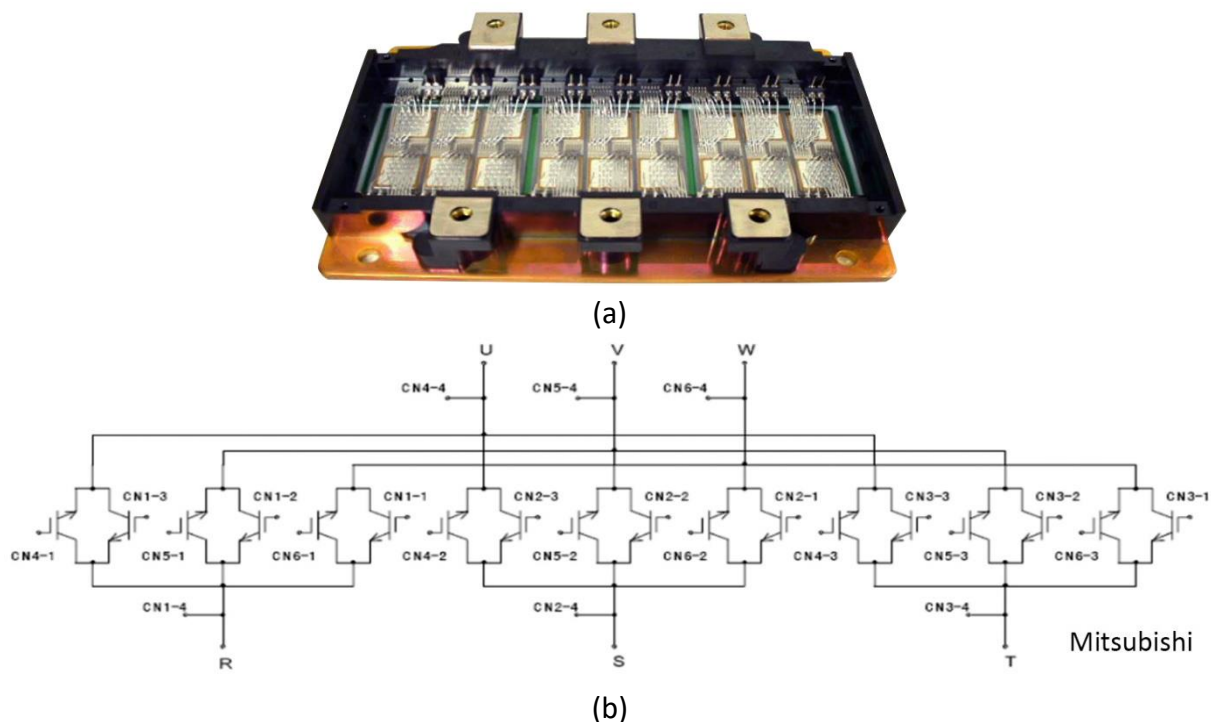 (a)
U V W
CN4-4 CN5-4 CN6-4
CN1-3 CN1-2 CN1-1 CN2-3 CN2-2 CN2-1 CN3-3 CN3-2 CN3-1
CN4-1 CN5-1 CN6-1 CN4-2 CN5-2 CN6-2 CN4-3 CN5-3 CN6-3
CN1-4 CN2-4 CN3-4
R S T
Mitsubishi
(b)